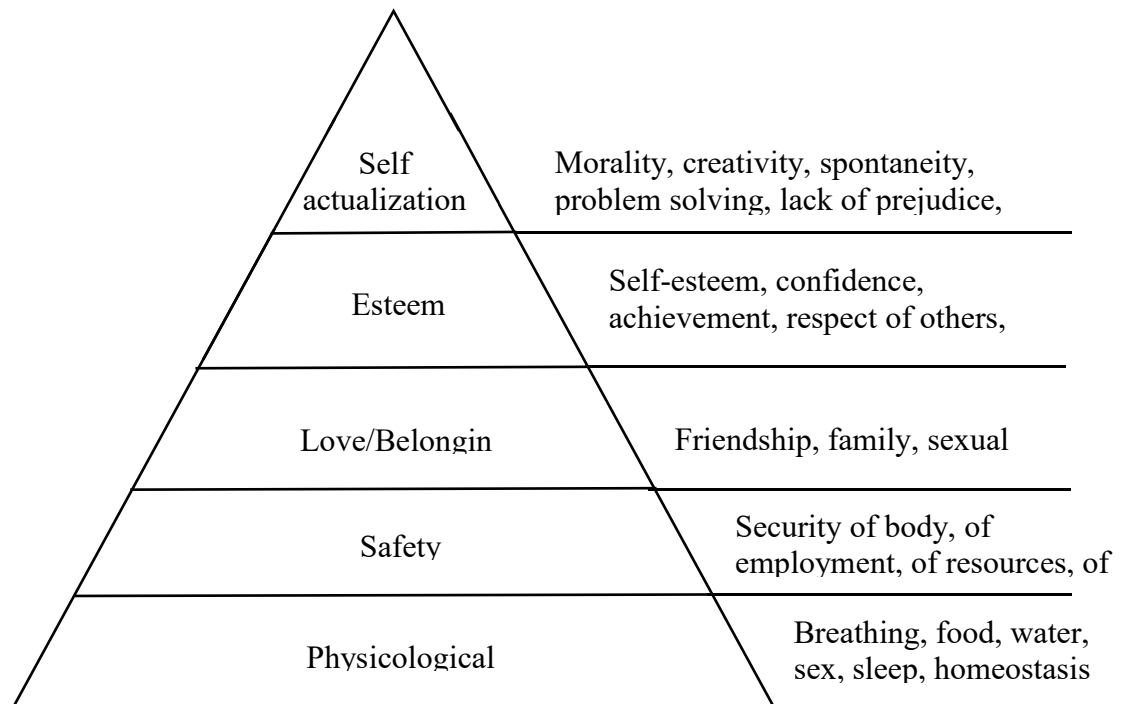 Self
actualization
Morality, creativity, spontaneity,
problem solving, lack of prejudice,
Esteem
Self-esteem, confidence,
achievement, respect of others,
Love/Belongin
Friendship, family, sexual
Safety
Security of body, of
employment, of resources, of
Physicological
Breathing, food, water,
sex, sleep, homeostasis